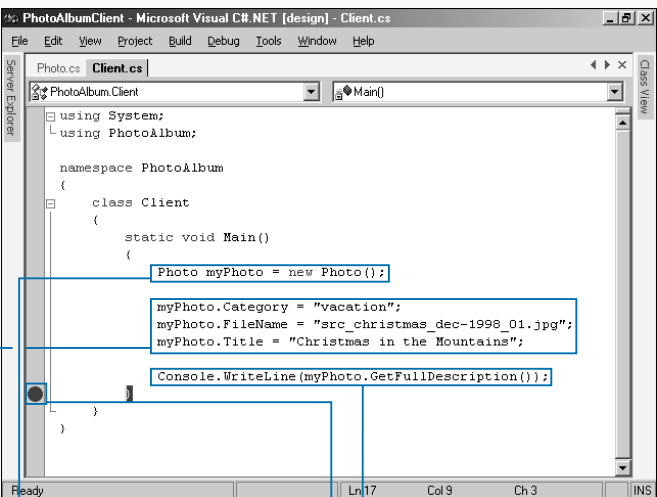 PhotoAlbumClient - Microsoft Visual C#.NET [design] - Client.cs
File Edit View Project Build Debug Tools Window Help
Server Explorer
Photo.cs Client.cs
Class View
PhotoAlbum.Client
Main()
using System;
using PhotoAlbum;
namespace PhotoAlbum
{
class Client
{
static void Main()
{
Photo myPhoto = new Photo();
myPhoto.Category = "vacation";
myPhoto.FileName = "src_christmas_dec-1998_01.jpg";
myPhoto.Title = "Christmas in the Mountains";
Console.WriteLine(myPhoto.GetFullDescription());
}
}
}
Ready Ln 17 Col 9 Ch 3 INS